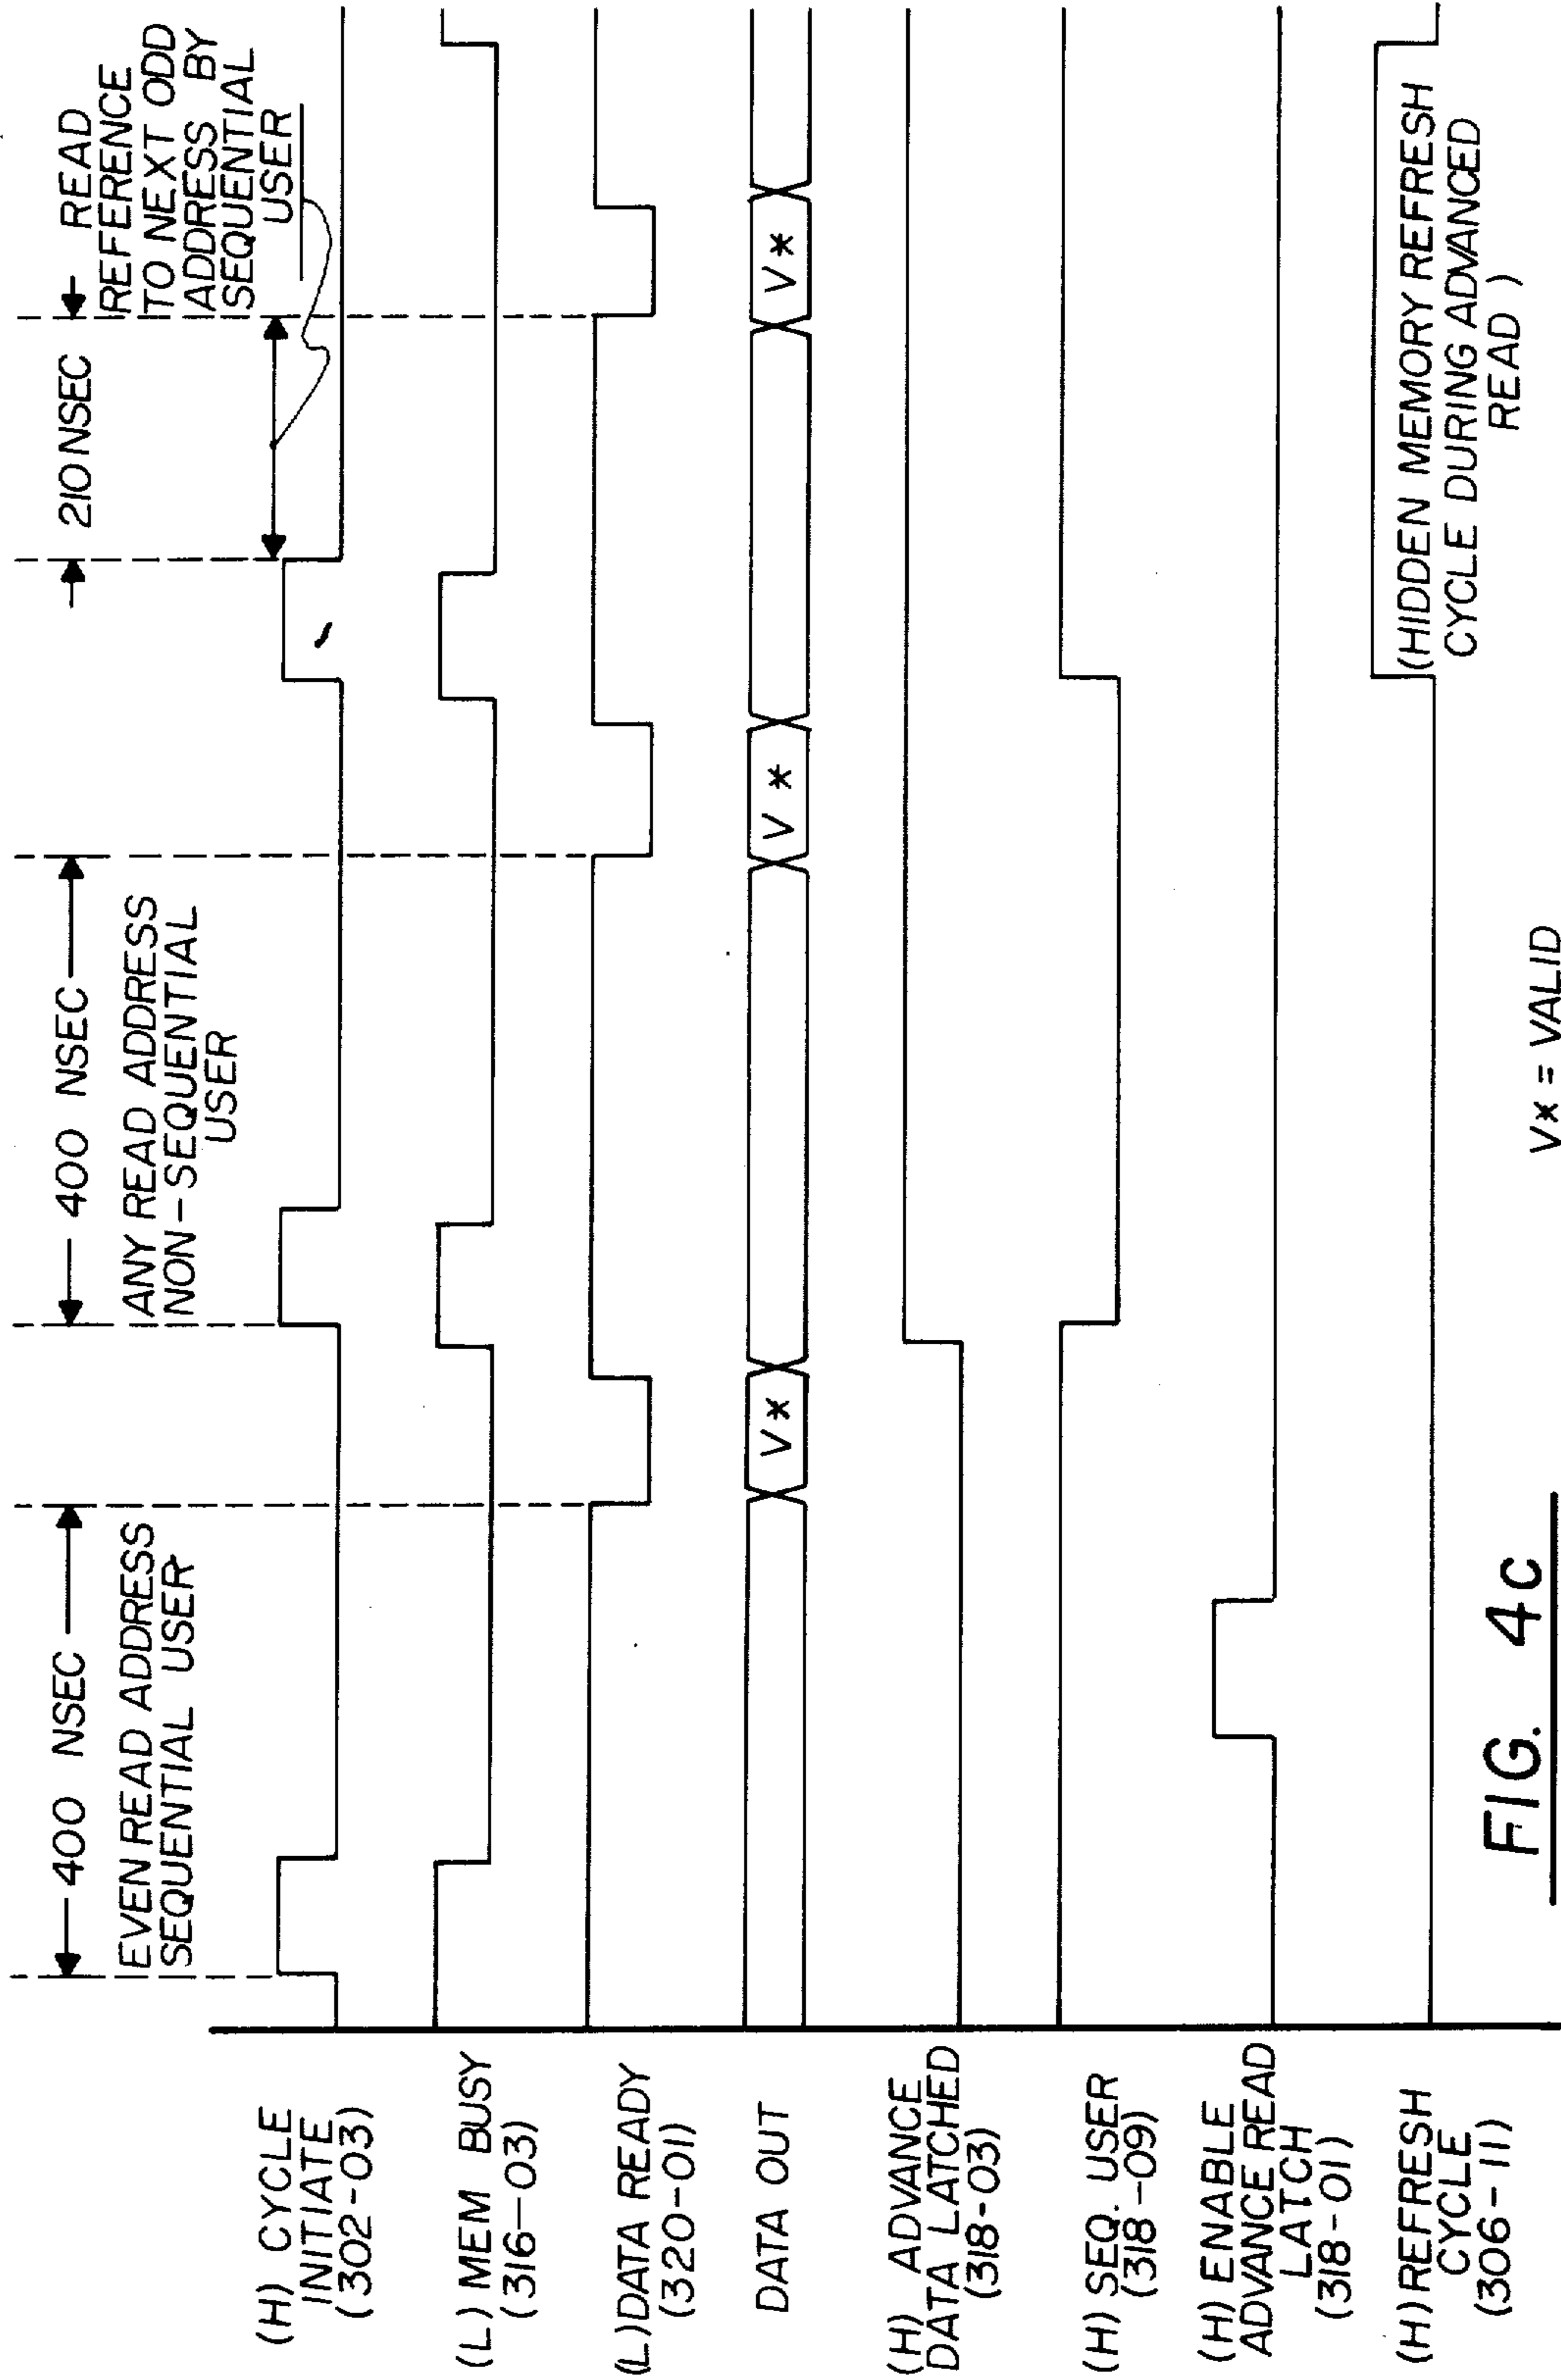 400 NSEC
EVEN READ ADDRESS
SEQUENTIAL USER
400 NSEC
ANY READ ADDRESS
NON-SEQUENTIAL
USER
210 NSEC
READ
REFERENCE
TO NEXT ODD
ADDRESS BY
SEQUENTIAL
USER
(H) CYCLE
INITIATE
(302-03)
(L) MEM BUSY
(316-03)
(L) DATA READY
(320-01)
DATA OUT
V*
V*
V*
(H) ADVANCE
DATA LATCHED
(318-03)
(H) SEQ. USER
(318-09)
(H) ENABLE
ADVANCE READ
LATCH
(318-01)
(H) REFRESH
CYCLE
(306-11)
(HIDDEN MEMORY REFRESH
CYCLE DURING ADVANCED
READ )
V* = VALID
FIG. 4c